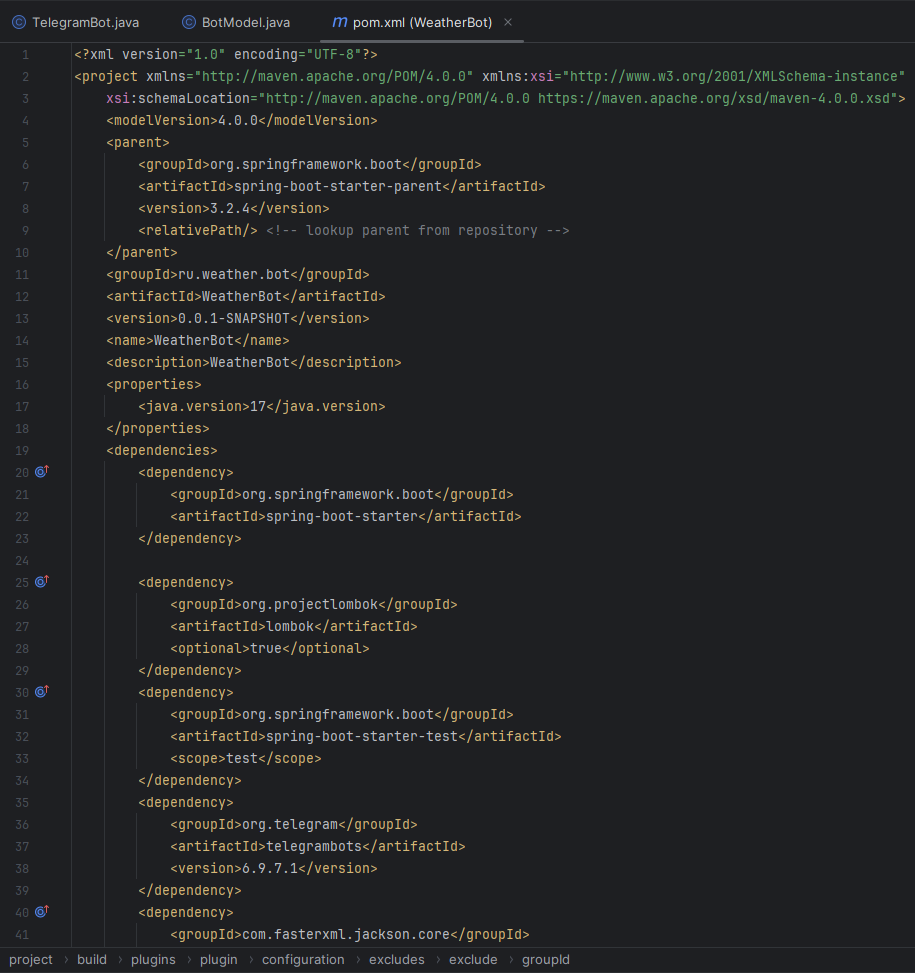 TelegramBot.java BotModel.java pom.xml (WeatherBot)
1 <?xml version="1.0" encoding="UTF-8"?>
2 <project xmlns="http://maven.apache.org/POM/4.0.0" xmlns:xsi="http://www.w3.org/2001/XMLSchema-instance"
3 xsi:schemaLocation="http://maven.apache.org/POM/4.0.0 https://maven.apache.org/xsd/maven-4.0.0.xsd">
4 <modelVersion>4.0.0</modelVersion>
5 <parent>
6 <groupId>org.springframework.boot</groupId>
7 <artifactId>spring-boot-starter-parent</artifactId>
8 <version>3.2.4</version>
9 <relativePath/> <!-- lookup parent from repository -->
10 </parent>
11 <groupId>ru.weather.bot</groupId>
12 <artifactId>WeatherBot</artifactId>
13 <version>0.0.1-SNAPSHOT</version>
14 <name>WeatherBot</name>
15 <description>WeatherBot</description>
16 <properties>
17 <java.version>17</java.version>
18 </properties>
19 <dependencies>
20 <dependency>
21 <groupId>org.springframework.boot</groupId>
22 <artifactId>spring-boot-starter</artifactId>
23 </dependency>
24
25 <dependency>
26 <groupId>org.projectlombok</groupId>
27 <artifactId>lombok</artifactId>
28 <optional>true</optional>
29 </dependency>
30 <dependency>
31 <groupId>org.springframework.boot</groupId>
32 <artifactId>spring-boot-starter-test</artifactId>
33 <scope>test</scope>
34 </dependency>
35 <dependency>
36 <groupId>org.telegram</groupId>
37 <artifactId>telegrambots</artifactId>
38 <version>6.9.7.1</version>
39 </dependency>
40 <dependency>
41 <groupId>com.fasterxml.jackson.core</groupId>
project > build > plugins > plugin > configuration > excludes > exclude > groupId